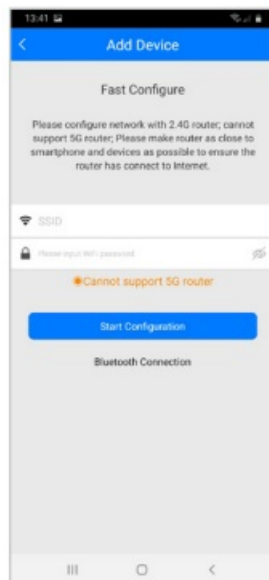 13:41
Add Device
Fast Configure
Please configure network with 2.4G router; cannot
support 5G router; Please make router as close to
smartphone and devices as possible to ensure the
router has connect to Internet.
SSID
Please input WiFi password
Cannot support 5G router
Start Configuration
Bluetooth Connection